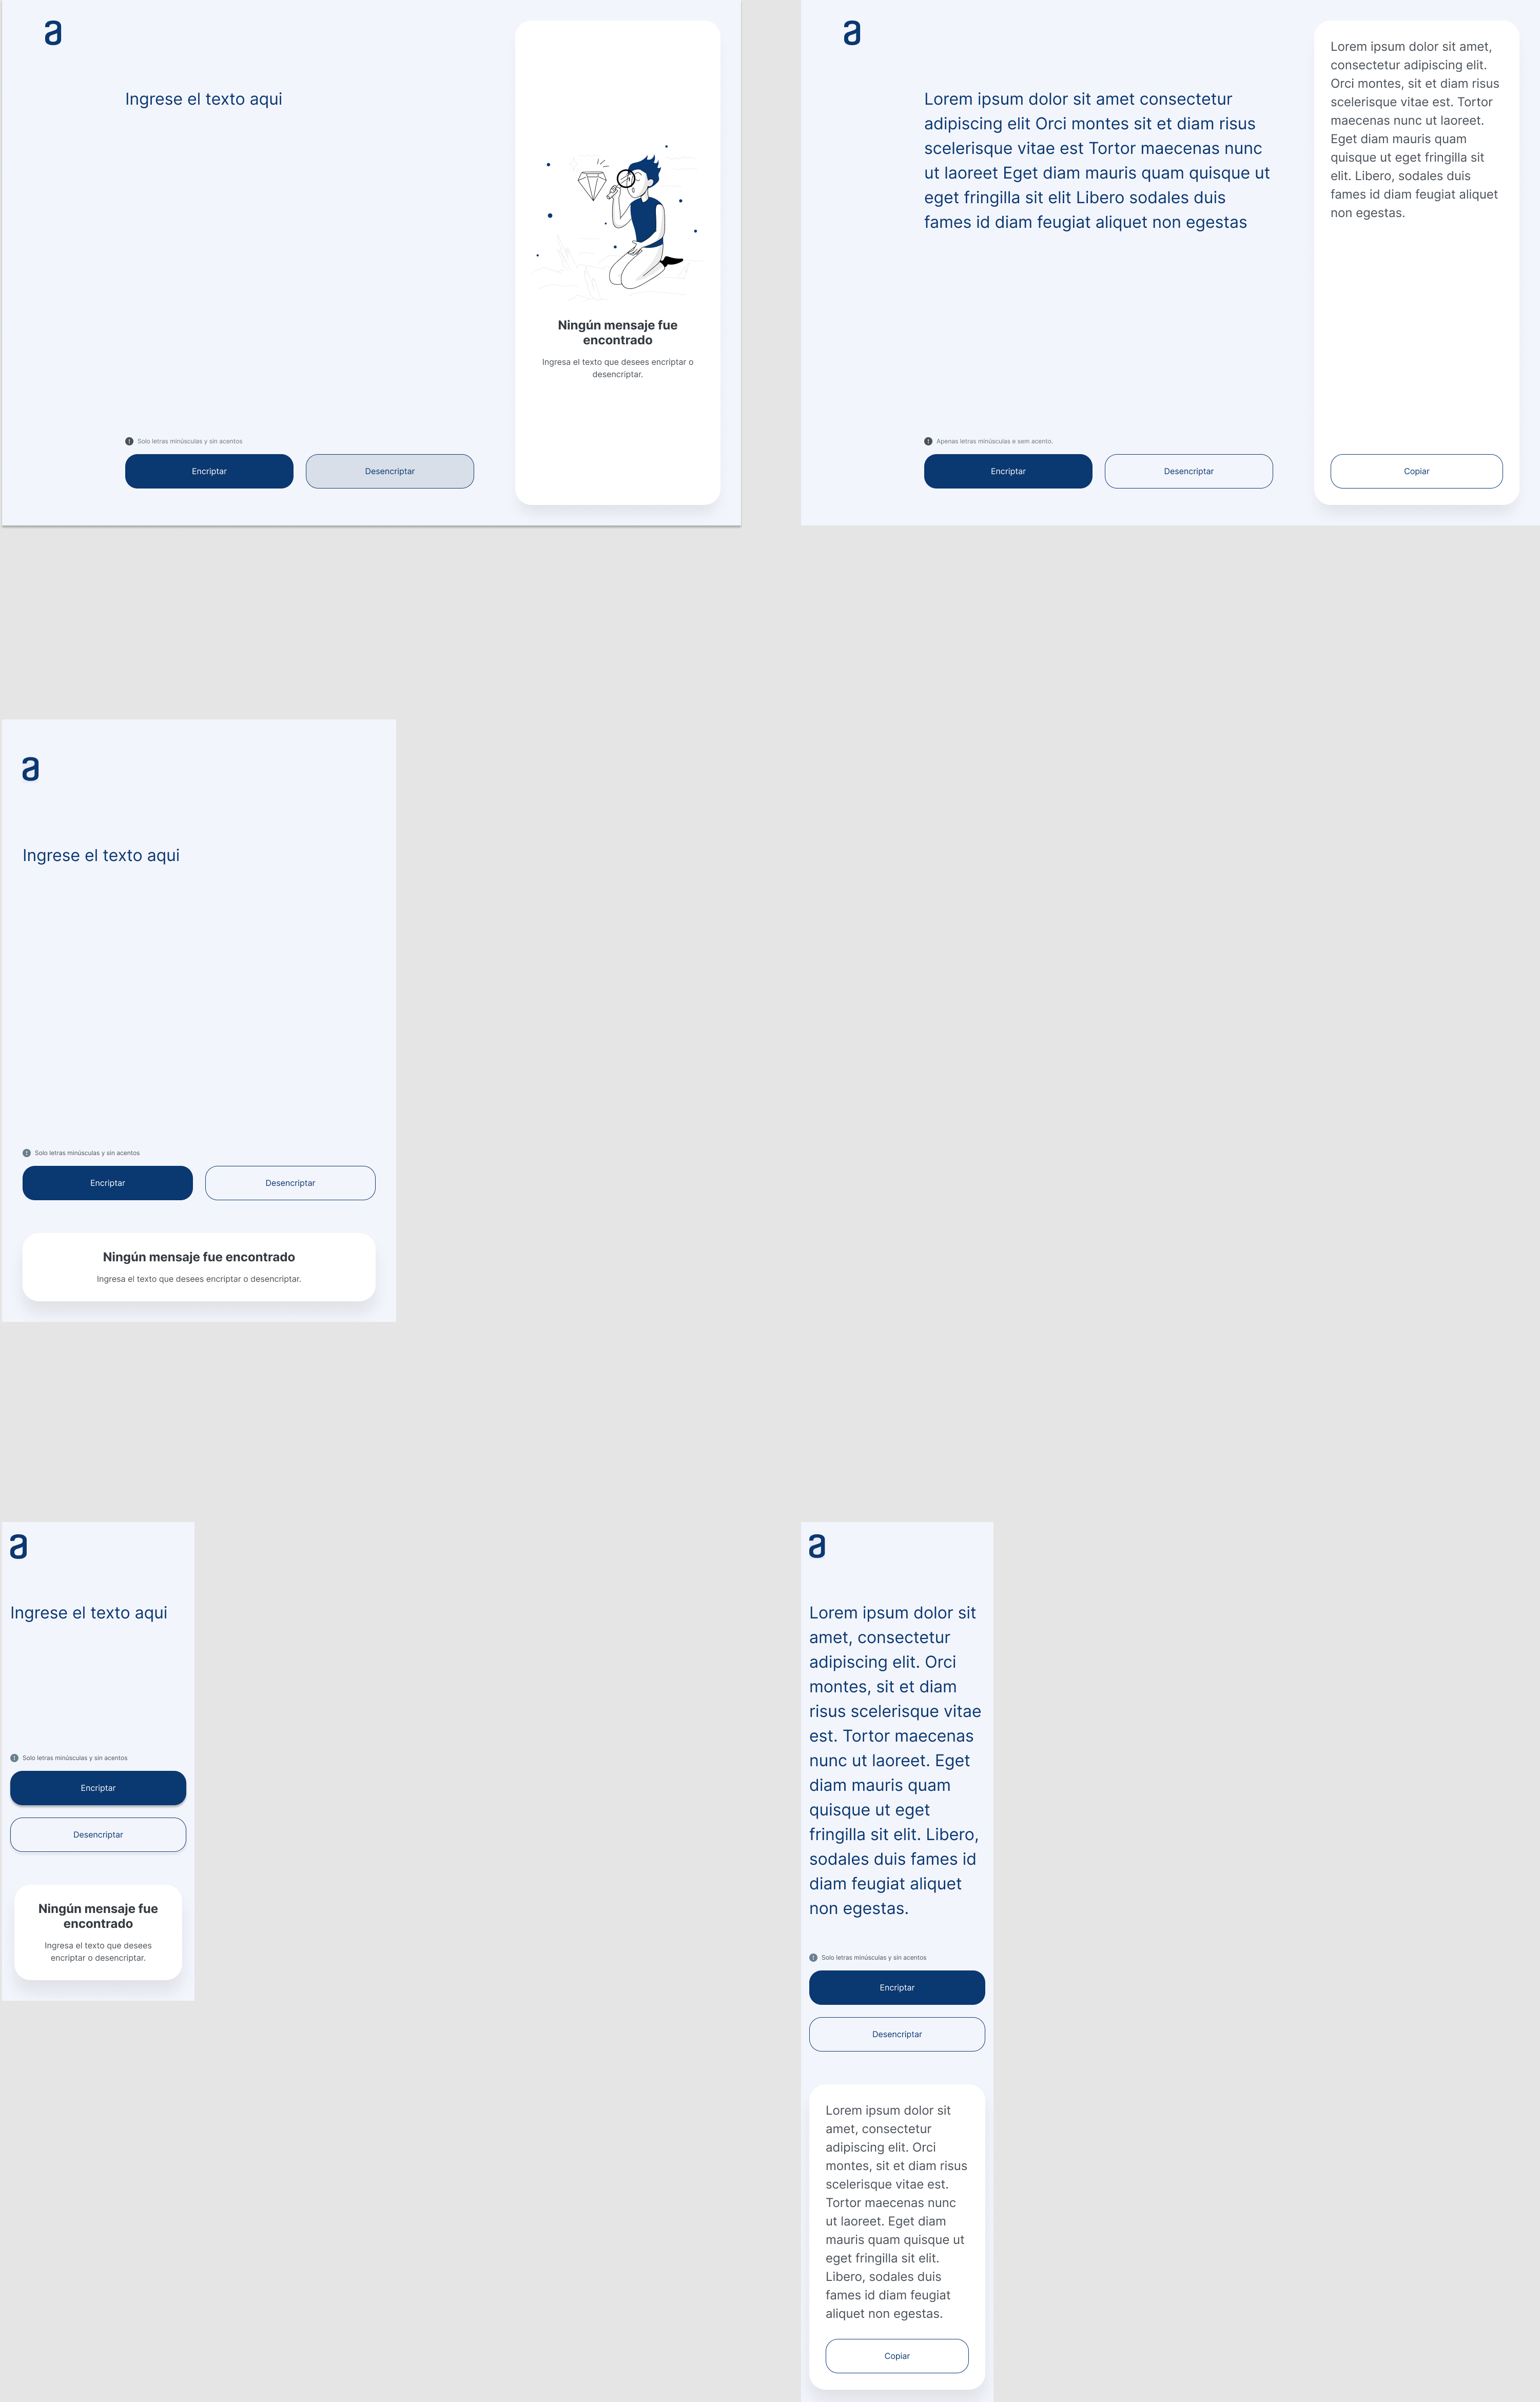 a
Ingrese el texto aqui
Ningún mensaje fue
encontrado
Ingresa el texto que desees encriptar o
desencriptar.
Solo letras minúsculas y sin acentos
Encriptar
Desencriptar
a
Lorem ipsum dolor sit amet consectetur
adipiscing elit Orci montes sit et diam risus
scelerisque vitae est Tortor maecenas nunc
ut laoreet Eget diam mauris quam quisque ut
eget fringilla sit elit Libero sodales duis
fames id diam feugiat aliquet non egestas
Apenas letras minúsculas e sem acento.
Encriptar
Desencriptar
Lorem ipsum dolor sit amet,
consectetur adipiscing elit.
Orci montes, sit et diam risus
scelerisque vitae est. Tortor
maecenas nunc ut laoreet.
Eget diam mauris quam
quisque ut eget fringilla sit
elit. Libero, sodales duis
fames id diam feugiat aliquet
non egestas.
Copiar
a
Ingrese el texto aqui
Solo letras minúsculas y sin acentos
Encriptar
Desencriptar
Ningún mensaje fue encontrado
Ingresa el texto que desees encriptar o desencriptar.
a
Ingrese el texto aqui
Solo letras minúsculas y sin acentos
Encriptar
Desencriptar
Ningún mensaje fue
encontrado
Ingresa el texto que desees
encriptar o desencriptar.
a
Lorem ipsum dolor sit
amet, consectetur
adipiscing elit. Orci
montes, sit et diam
risus scelerisque vitae
est. Tortor maecenas
nunc ut laoreet. Eget
diam mauris quam
quisque ut eget
fringilla sit elit. Libero,
sodales duis fames id
diam feugiat aliquet
non egestas.
Solo letras minúsculas y sin acentos
Encriptar
Desencriptar
Lorem ipsum dolor sit
amet, consectetur
adipiscing elit. Orci
montes, sit et diam risus
scelerisque vitae est.
Tortor maecenas nunc
ut laoreet. Eget diam
mauris quam quisque ut
eget fringilla sit elit.
Libero, sodales duis
fames id diam feugiat
aliquet non egestas.
Copiar